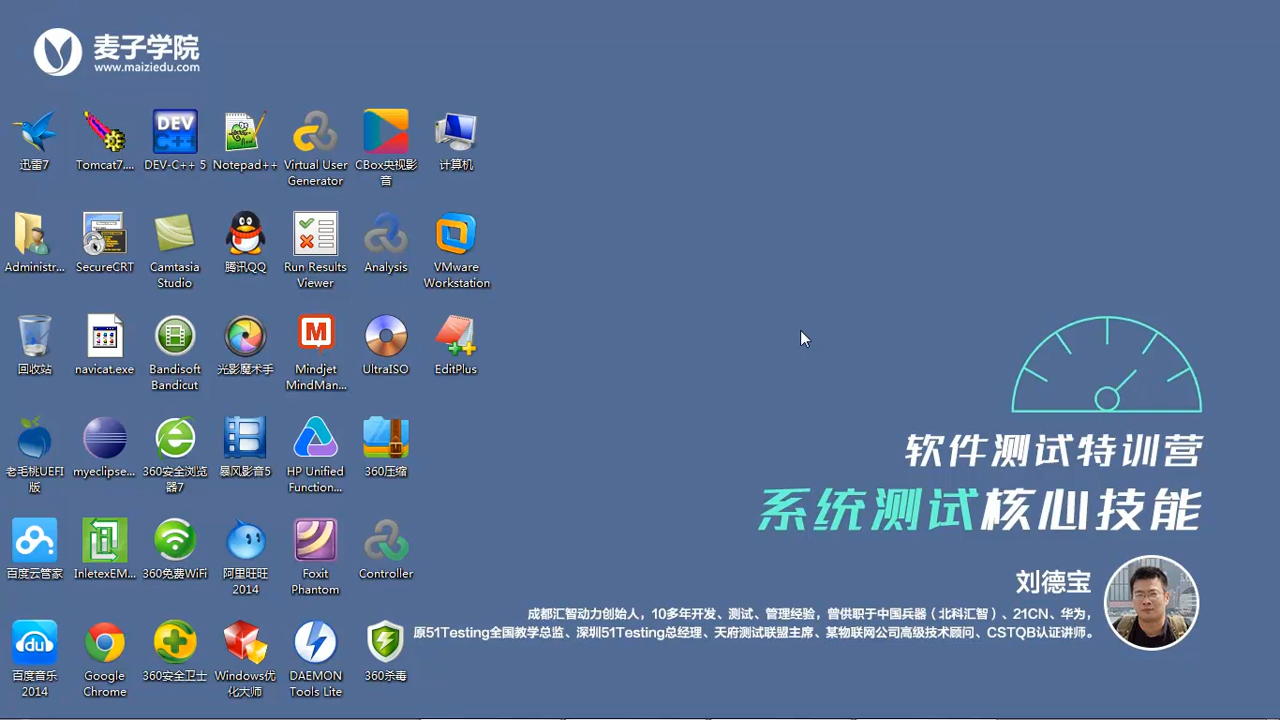 麦子学院
www.maiziedu.com
迅雷7
Tomcat7....
DEV-C++ 5
Notepad++
Virtual User
Generator
CBox央视影
音
计算机
Administr...
SecureCRT
Camtasia
Studio
腾讯QQ
Run Results
Viewer
Analysis
VMware
Workstation
回收站
navicat.exe
Bandisoft
Bandicut
光影魔术手
Mindjet
MindMan...
UltraISO
EditPlus
老毛桃UEFI
版
myeclipse...
360安全浏览
器7
暴风影音5
HP Unified
Function...
360压缩
百度云管家
InletexEM...
360免费WiFi
阿里旺旺
2014
Foxit
Phantom
Controller
百度音乐
2014
Google
Chrome
360安全卫士
Windows优
化大师
DAEMON
Tools Lite
360杀毒
软件测试特训营
系统测试核心技能
刘德宝
成都汇智动力创始人，10多年开发、测试、管理经验，曾供职于中国兵器（北科汇智）、21CN、华为，
原51Testing全国教学总监、深圳51Testing总经理、天府测试联盟主席、某物联网公司高级技术顾问、CSTQB认证讲师。